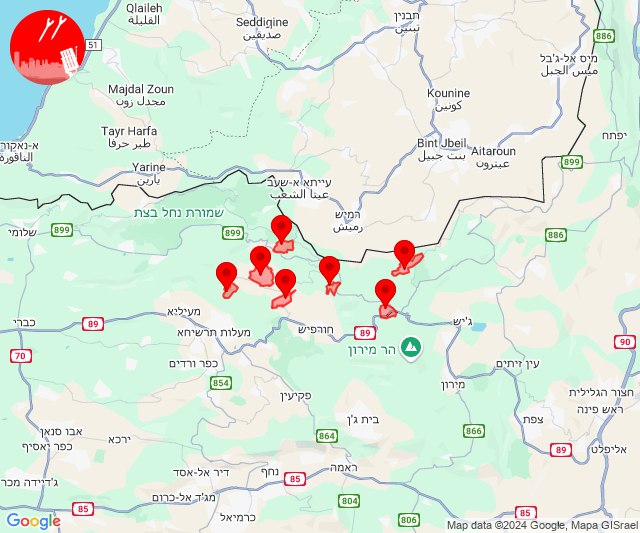 Qlaileh
القليلة
Seddiqine
صديقين
תבנין
تبنين
886
51
מיס אל-ג'בל
ميس الجبل
Majdal Zoun
مجدل زون
Kounine
كونين
Tayr Harfa
طير حرفا
יפתח
א-נאקורה
الناقورة
Bint Jbeil
بنت جبيل
Aitaroun
عيترون
899
Yarine
يارين
עייתא א-שעב
عيتا الشعب
שמורת נחל בצת
רמיש
رميش
שלומי
899
899
886
מעיליא
כברי
89
מעלות תרשיחא
חורפיש
89
ג'יש
90
70
הר מירון
כפר ורדים
עין זיתים
854
מירון
חצור הגלילית
ראש פינה
פקיעין
בית ג'ן
צפת
אבו סנאן
כפר יאסיף
ירכא
864
866
89
אליפלט
דיר אל-אסד
נחף
ראמה
ג'דיידה מכר
85
85
85
מג'ד אל-כרום
804
כרמיאל
806
Google
Map data ©2024 Google, Mapa GISrael